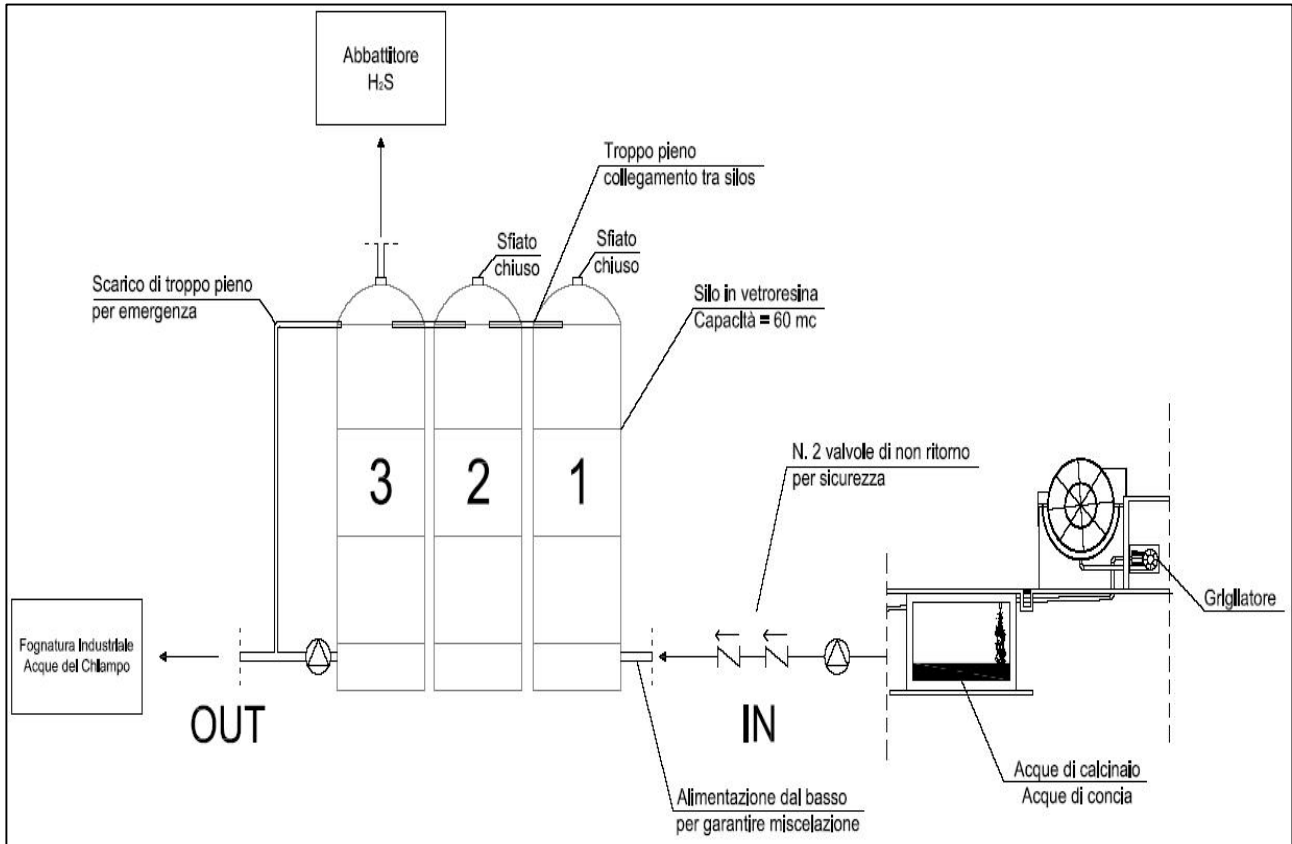 Abbattitore
H₂S
Troppo pieno
collegamento tra silos
Sfiato
chiuso
Sfiato
chiuso
Scarico di troppo pieno
per emergenza
Silo in vetroresina
Capacità = 60 mc
3
2
1
N. 2 valvole di non ritorno
per sicurezza
Grigliatore
Fognatura Industriale
Acque del Chiampo
OUT
IN
Acque di calcinaio
Acque di concia
Alimentazione dal basso
per garantire miscelazione